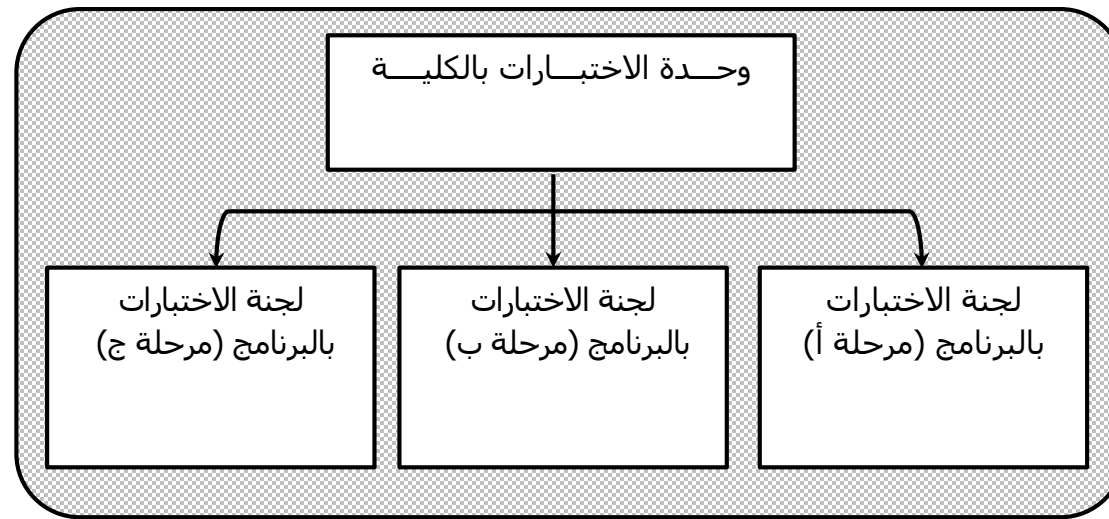 وحـــدة الاختبـــارات بالكليـــة
لجنة الاختبارات
بالبرنامج (مرحلة أ)
لجنة الاختبارات
بالبرنامج (مرحلة ب)
لجنة الاختبارات
بالبرنامج (مرحلة ج)